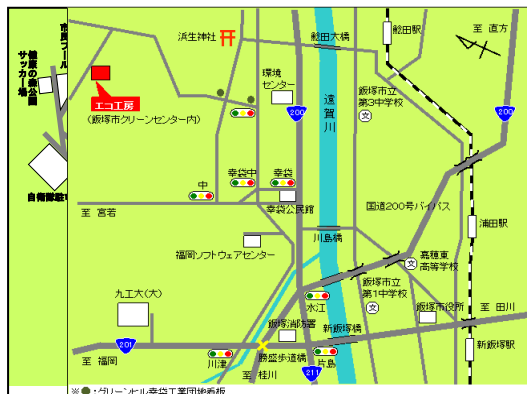 市民プール
健康の森公園
サッカー場
エコ工房
(飯塚市グリーンセンター内)
浜生神社
鯰田大橋
鯰田駅
至 直方
環境
センター
200
遠賀川
飯塚市立
第3中学校
文
200
幸袋中
幸袋
中
幸袋公民館
至 宮若
国道200号バイパス
浦田駅
福岡ソフトウェアセンター
川島橋
文
嘉穂東
高等学校
九工大(大)
水江
飯塚市立
第1中学校
文
飯塚市役所
至 田川
飯塚消防署
新飯塚橋
201
至 福岡
川津
勝盛歩道橋
片島
新飯塚駅
至 桂川
211
※●:グリーンヒル幸袋工業団地看板